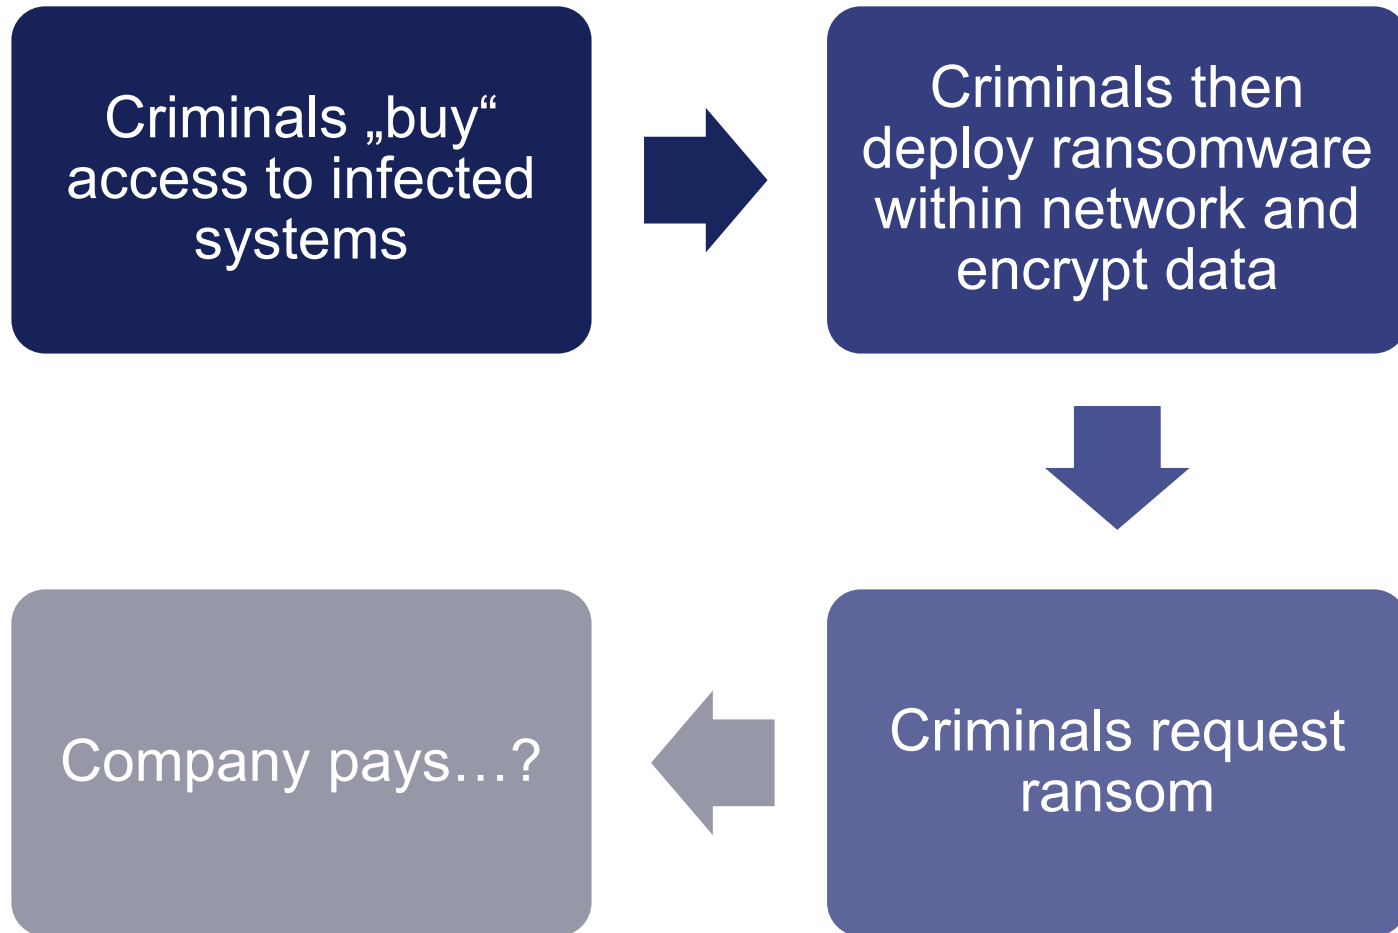 Criminals „buy“
access to infected
systems
Criminals then
deploy ransomware
within network and
encrypt data
Criminals request
ransom
Company pays…?